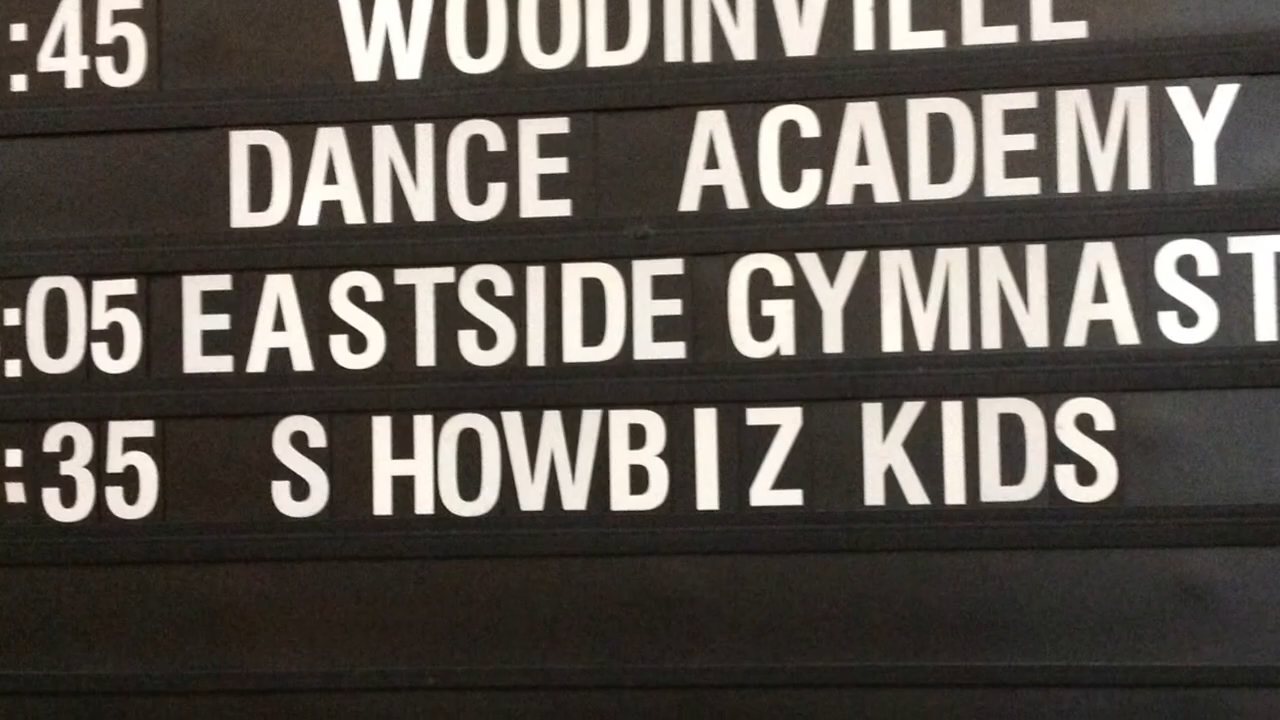 :45 WOODINVILLE
DANCE ACADEMY
:05 EASTSIDE GYMNAST
:35 S HOWBIZ KIDS